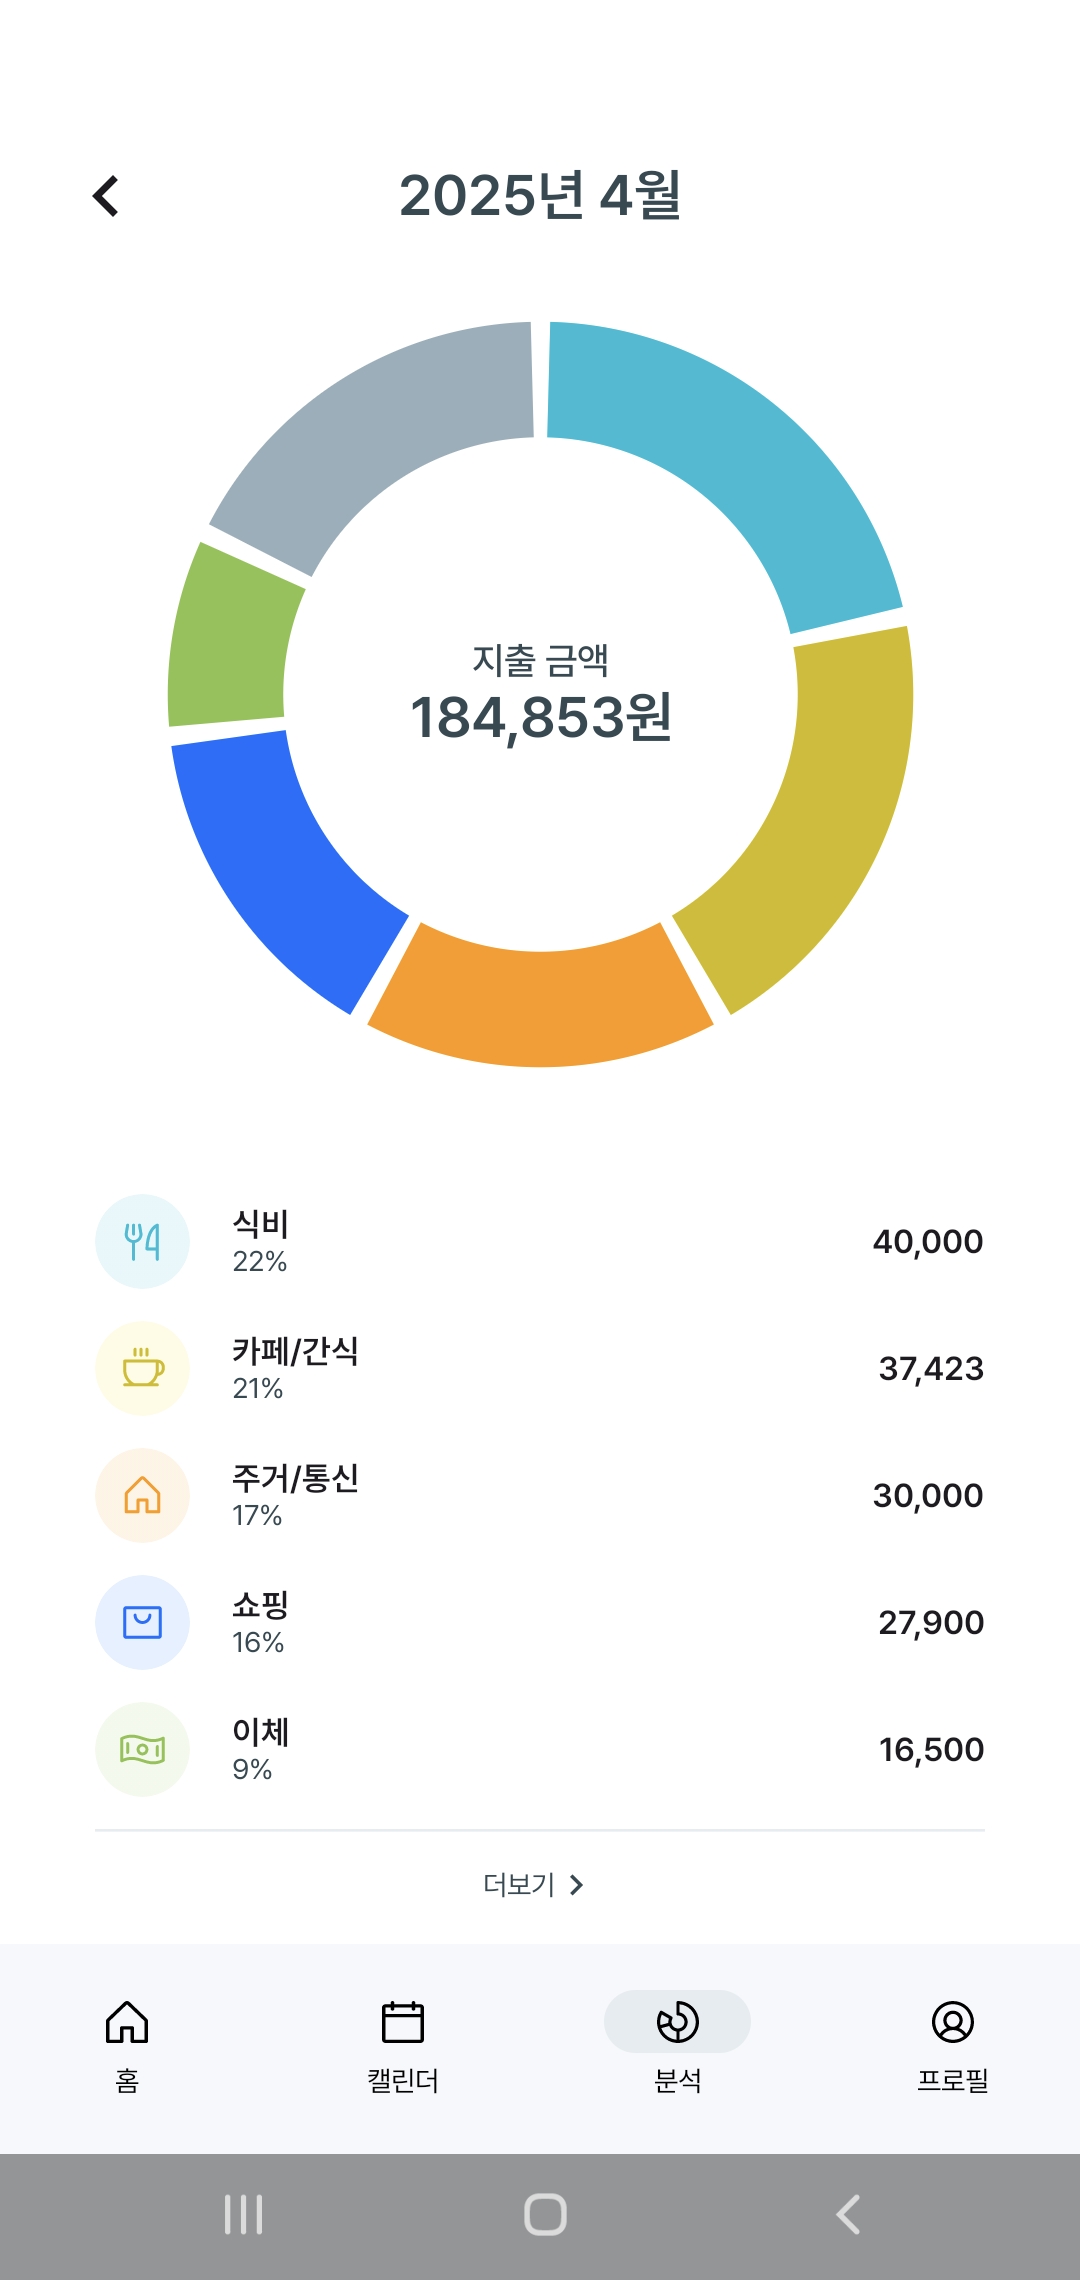 2025년 4월
지출 금액
184,853원
식비
22%
40,000
카페/간식
21%
37,423
주거/통신
17%
30,000
쇼핑
16%
27,900
이체
9%
16,500
더보기
홈
캘린더
분석
프로필